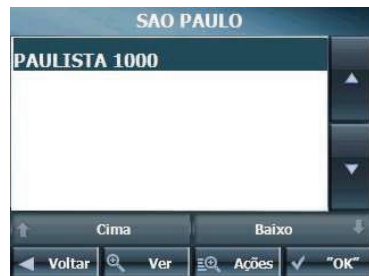 SAO PAULO
PAULISTA 1000
Cima Baixo
Voltar Ver Ações "OK"